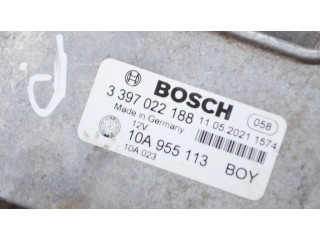 BOSCH
058
3 397 022 188 11.05.2021 1574
Made in Germany
12V
10A 955 113 BOY
10A 023